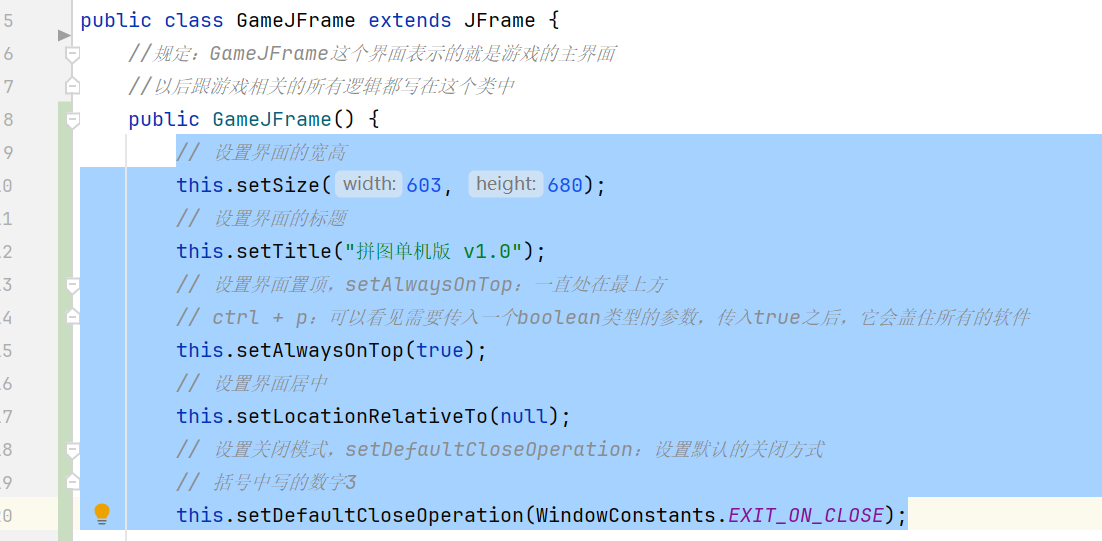 5 public class GameJFrame extends JFrame {
6 //规定：GameJFrame这个界面表示的就是游戏的主界面
7 //以后跟游戏相关的所有逻辑都写在这个类中
8 public GameJFrame() {
9 // 设置界面的宽高
0 this.setSize( width: 603, height: 680);
1 // 设置界面的标题
2 this.setTitle("拼图单机版 v1.0");
3 // 设置界面置顶，setAlwaysOnTop：一直处在最上方
4 // ctrl + p：可以看见需要传入一个boolean类型的参数，传入true之后，它会盖住所有的软件
5 this.setAlwaysOnTop(true);
6 // 设置界面居中
7 this.setLocationRelativeTo(null);
8 // 设置关闭模式，setDefaultCloseOperation：设置默认的关闭方式
9 // 括号中写的数字3
0 this.setDefaultCloseOperation(WindowConstants.EXIT_ON_CLOSE);